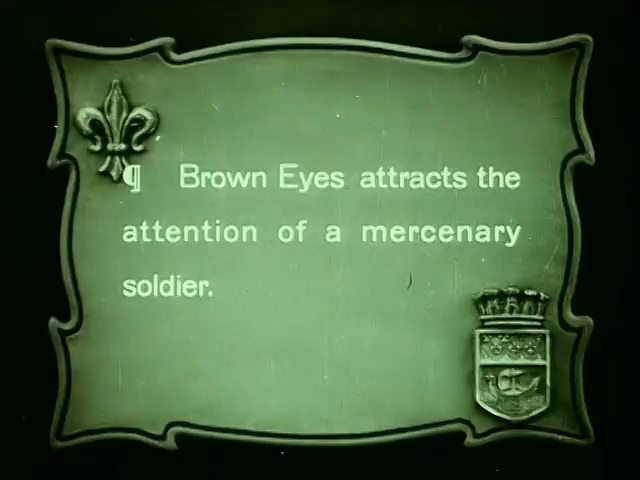 ¶ Brown Eyes attracts the
attention of a mercenary
soldier.